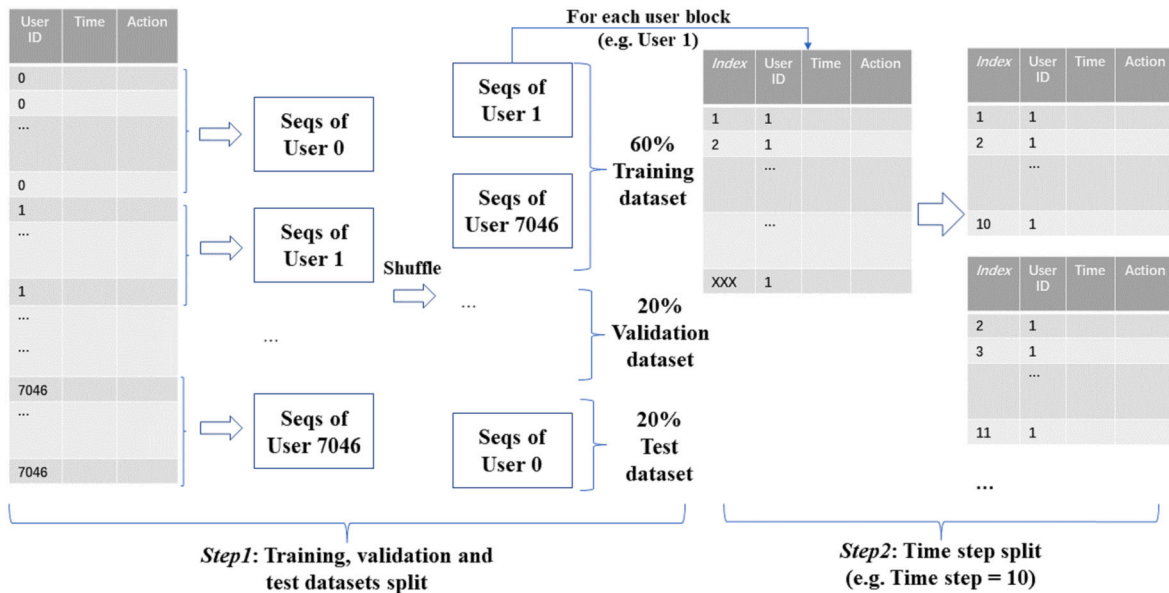 User ID Time Action
0
0
...
0
1
...
1
...
...
7046
...
7046
Seqs of
User 0
Seqs of
User 1
...
Seqs of
User 7046
Shuffle
Seqs of
User 1
Seqs of
User 7046
...
Seqs of
User 0
60%
Training
dataset
20%
Validation
dataset
20%
Test
dataset
Step1: Training, validation and
test datasets split
For each user block
(e.g. User 1)
Index User ID Time Action
1 1
2 1
...
...
XXX 1
Index User ID Time Action
1 1
2 1
...
10 1
Index User ID Time Action
2 1
3 1
...
11 1
...
Step2: Time step split
(e.g. Time step = 10)